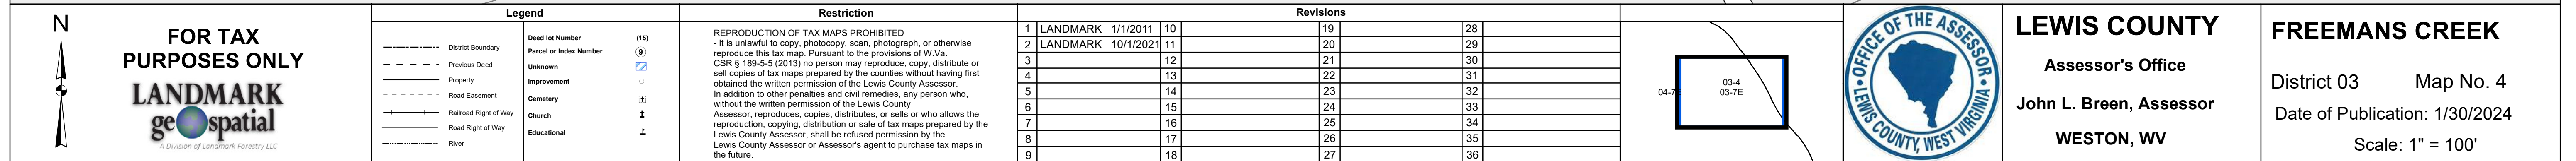 N
FOR TAX
PURPOSES ONLY
LANDMARK
geospatial
A Division of Landmark Forestry LLC
Legend
District Boundary
Previous Deed
Property
Road Easement
Railroad Right of Way
Road Right of Way
River
Deed lot Number (15)
Parcel or Index Number 9
Unknown
Improvement
Cemetery
Church
Educational
Restriction
REPRODUCTION OF TAX MAPS PROHIBITED
- It is unlawful to copy, photocopy, scan, photograph, or otherwise
reproduce this tax map. Pursuant to the provisions of W.Va.
CSR § 189-5-5 (2013) no person may reproduce, copy, distribute or
sell copies of tax maps prepared by the counties without having first
obtained the written permission of the Lewis County Assessor.
In addition to other penalties and civil remedies, any person who,
without the written permission of the Lewis County
Assessor, reproduces, copies, distributes, or sells or who allows the
reproduction, copying, distribution or sale of tax maps prepared by the
Lewis County Assessor, shall be refused permission by the
Lewis County Assessor or Assessor's agent to purchase tax maps in
the future.
Revisions
1 LANDMARK 1/1/2011 10 19 28
2 LANDMARK 10/1/2021 11 20 29
3 12 21 30
4 13 22 31
5 14 23 32
6 15 24 33
7 16 25 34
8 17 26 35
9 18 27 36
03-4
04-7E 03-7E
OFFICE OF THE ASSESSOR
LEWIS COUNTY, WEST VIRGINIA
LEWIS COUNTY
Assessor's Office
John L. Breen, Assessor
WESTON, WV
FREEMANS CREEK
District 03 Map No. 4
Date of Publication: 1/30/2024
Scale: 1" = 100'